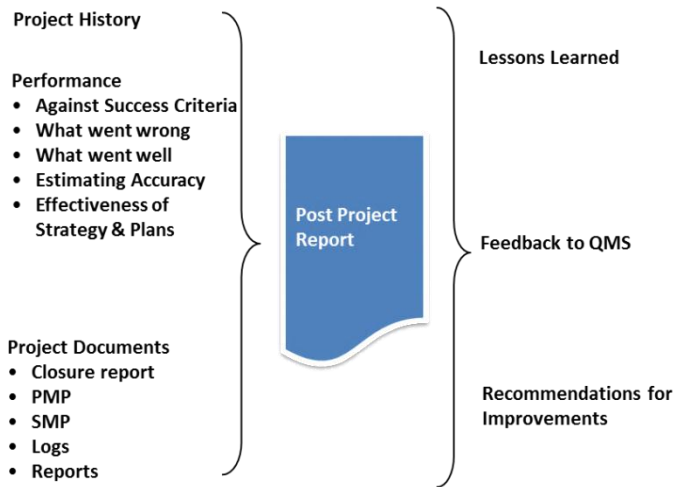 Project History
Performance
• Against Success Criteria
• What went wrong
• What went well
• Estimating Accuracy
• Effectiveness of
Strategy & Plans
Project Documents
• Closure report
• PMP
• SMP
• Logs
• Reports
Post Project
Report
Lessons Learned
Feedback to QMS
Recommendations for
Improvements